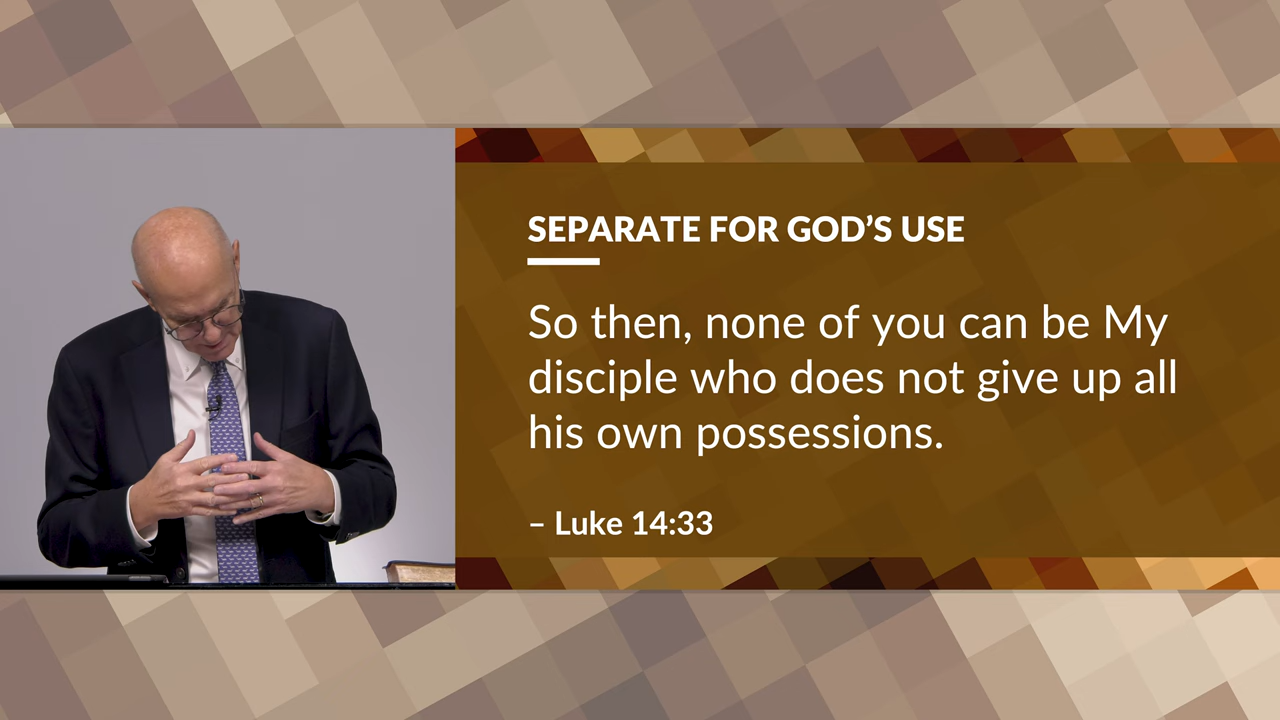 SEPARATE FOR GOD’S USE
So then, none of you can be My
disciple who does not give up all
his own possessions.
– Luke 14:33